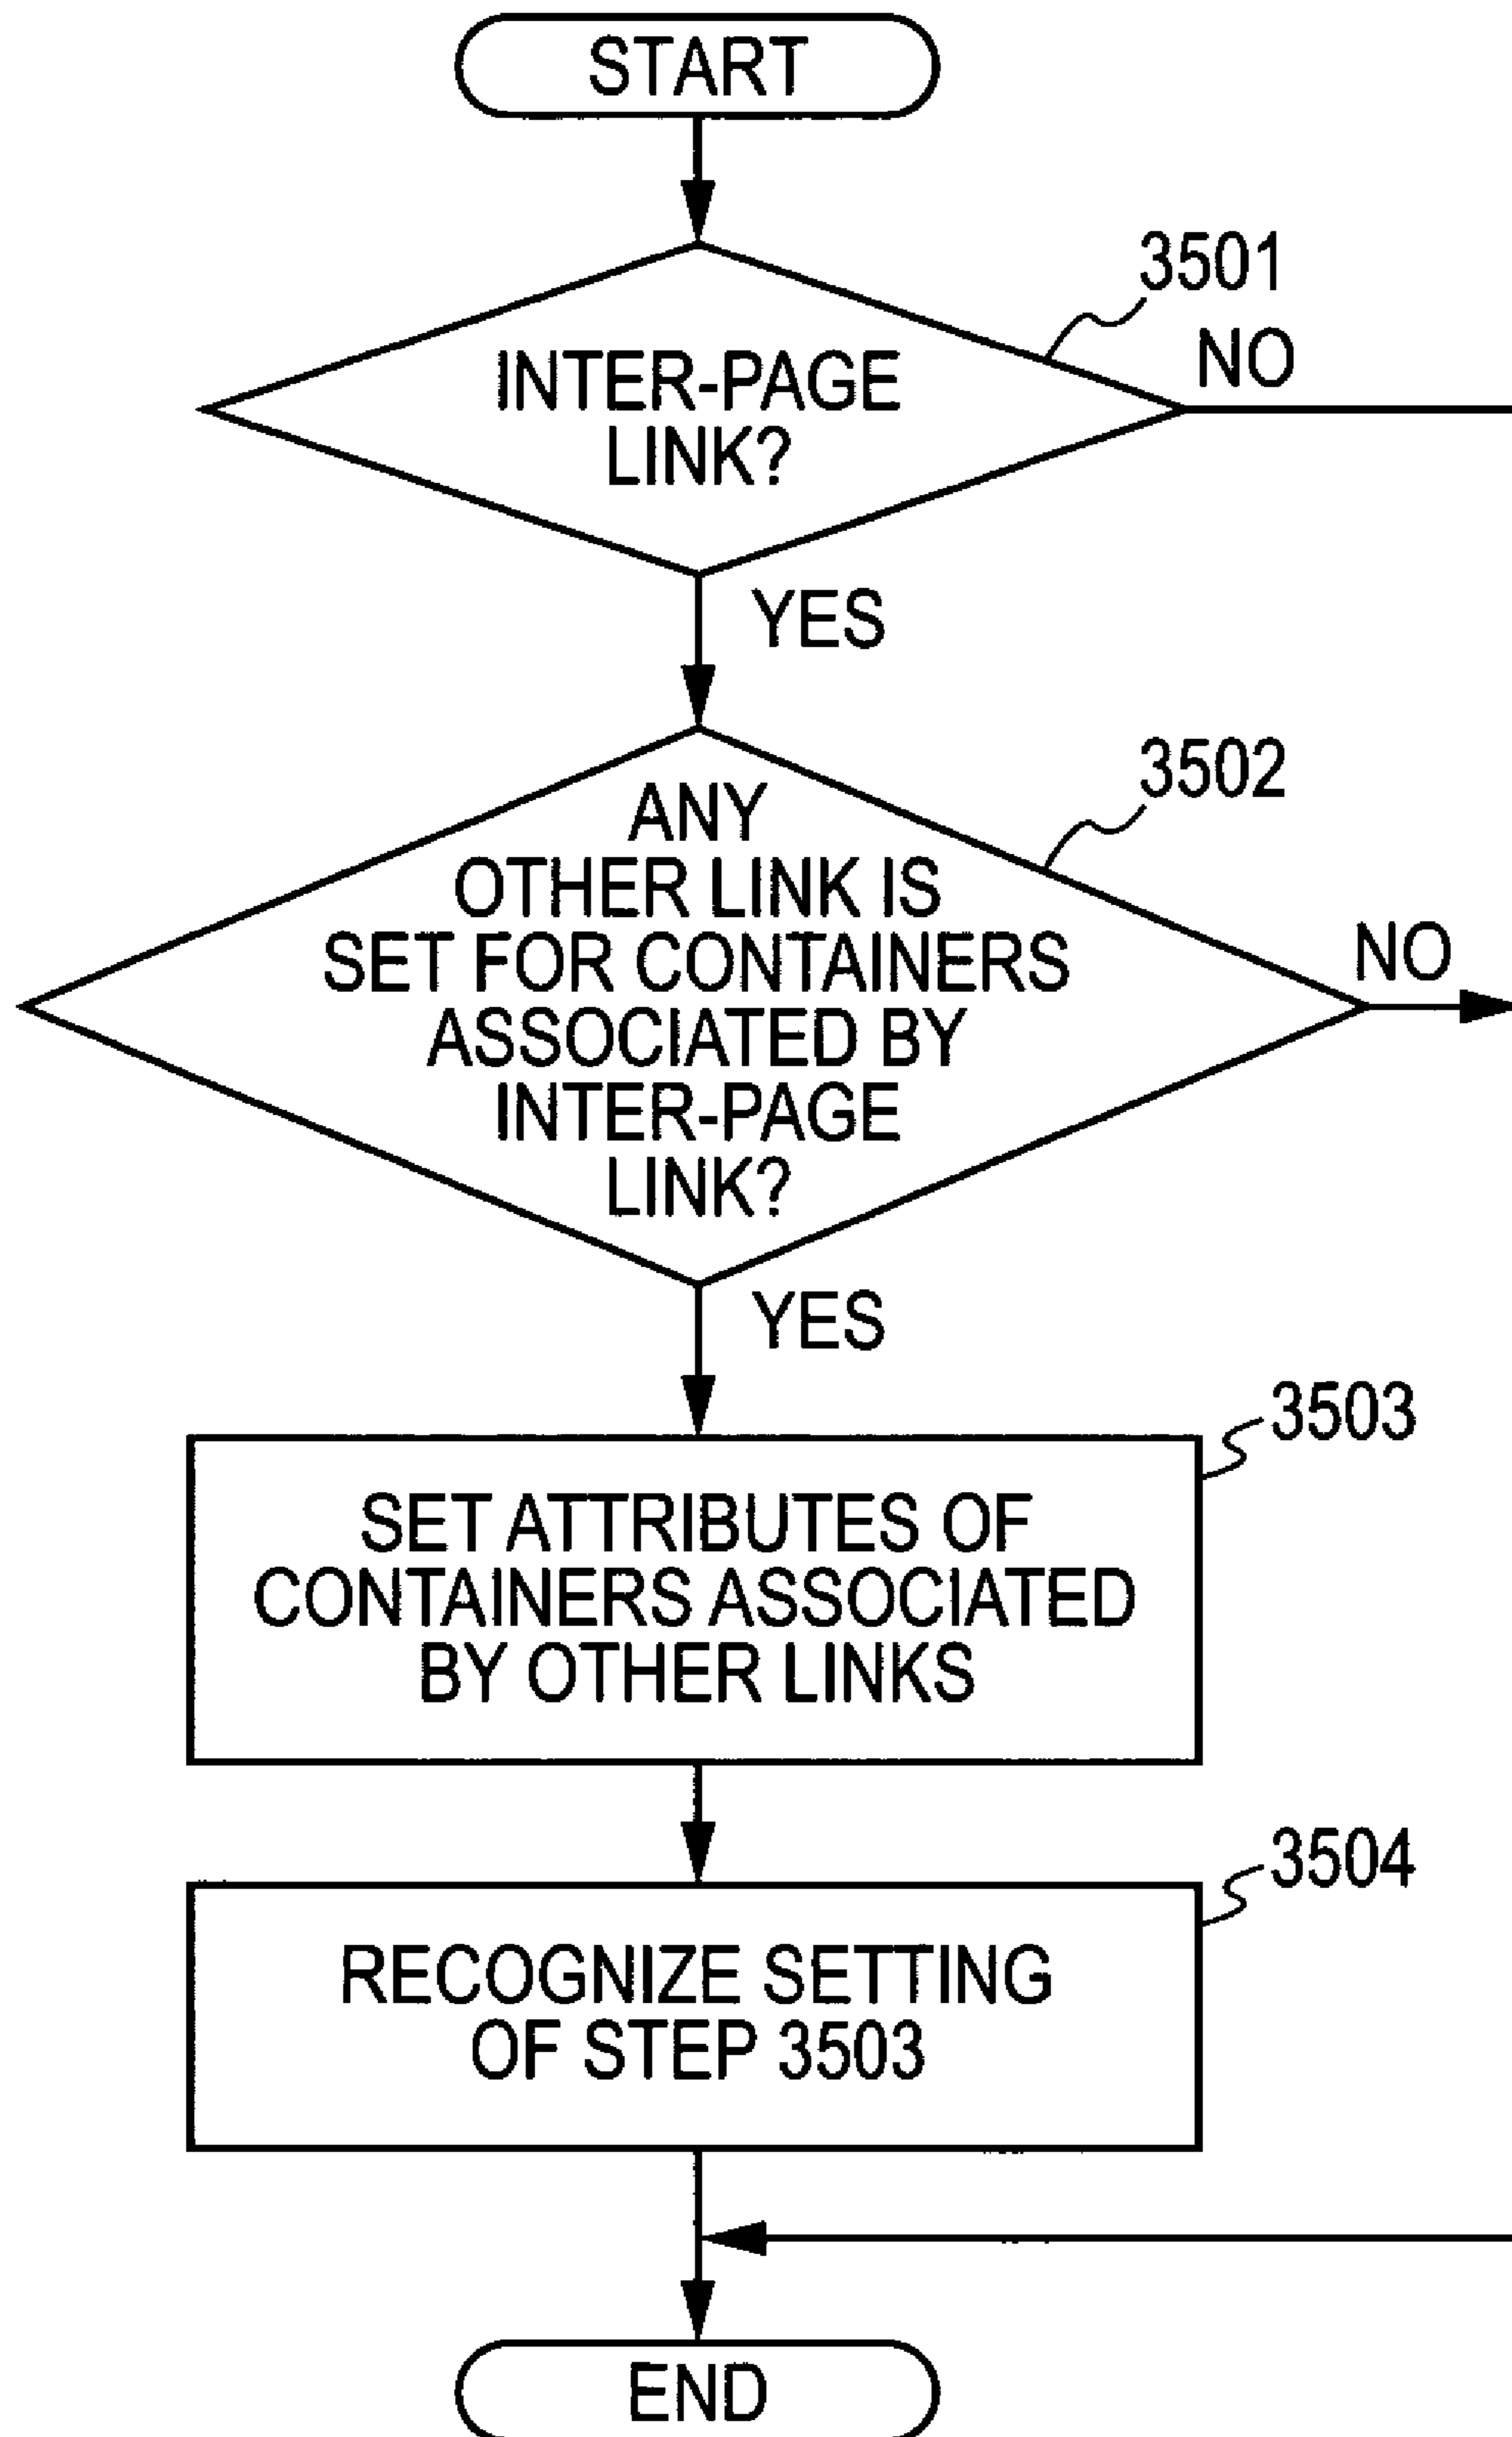 START
3501
NO
INTER-PAGE
LINK?
YES
3502
ANY
OTHER LINK IS
SET FOR CONTAINERS
NO
ASSOCIATED BY
INTER-PAGE
LINK?
YES
3503
SET ATTRIBUTES OF
CONTAINERS ASSOCIATED
BY OTHER LINKS
3504
RECOGNIZE SETTING
OF STEP 3503
END